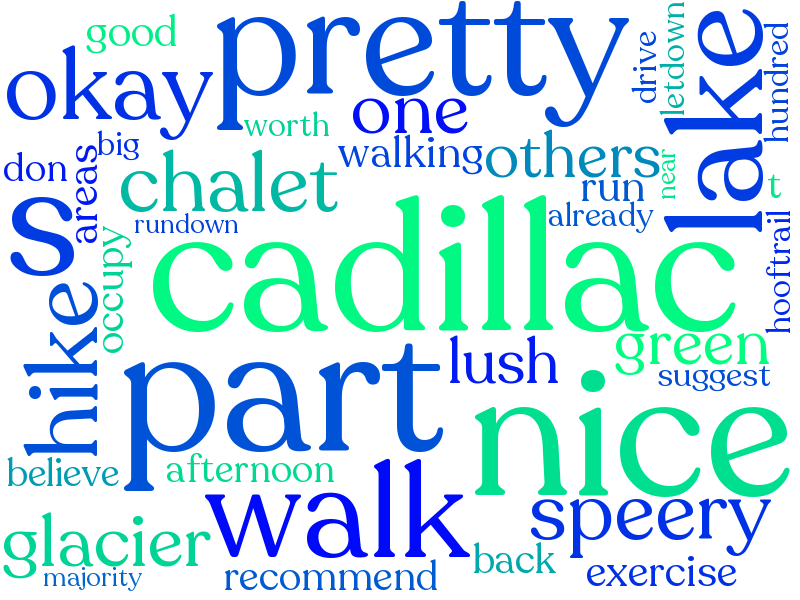 good
pretty
drive
letdown
lake
hundred
okay
one
worth
don
big
areas
chalet
walking
others
near
run
t
already
rundown
s
occupy
cadillac
hooftrail
hike
part
lush
green
suggest
nice
believe
afternoon
walk
speery
glacier
back
majority
recommend
exercise